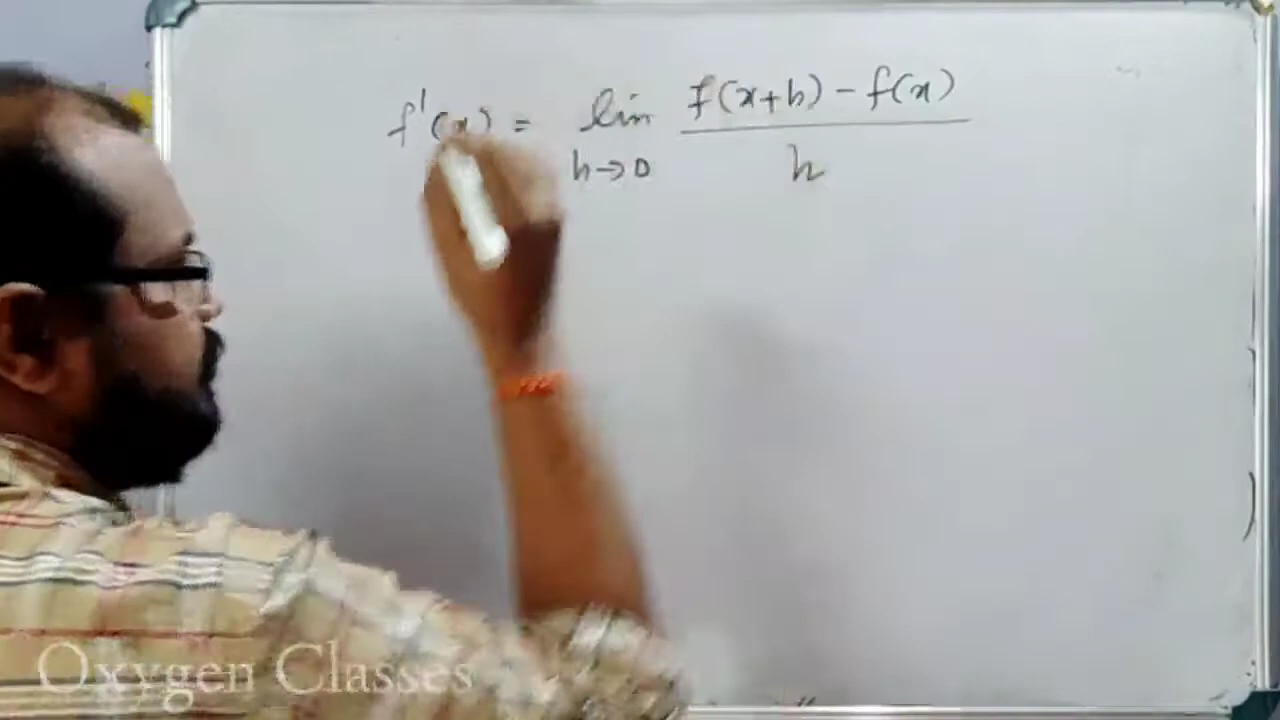 f'(x) = lim h→0 f(x+h) - f(x) / h
Oxygen Classes